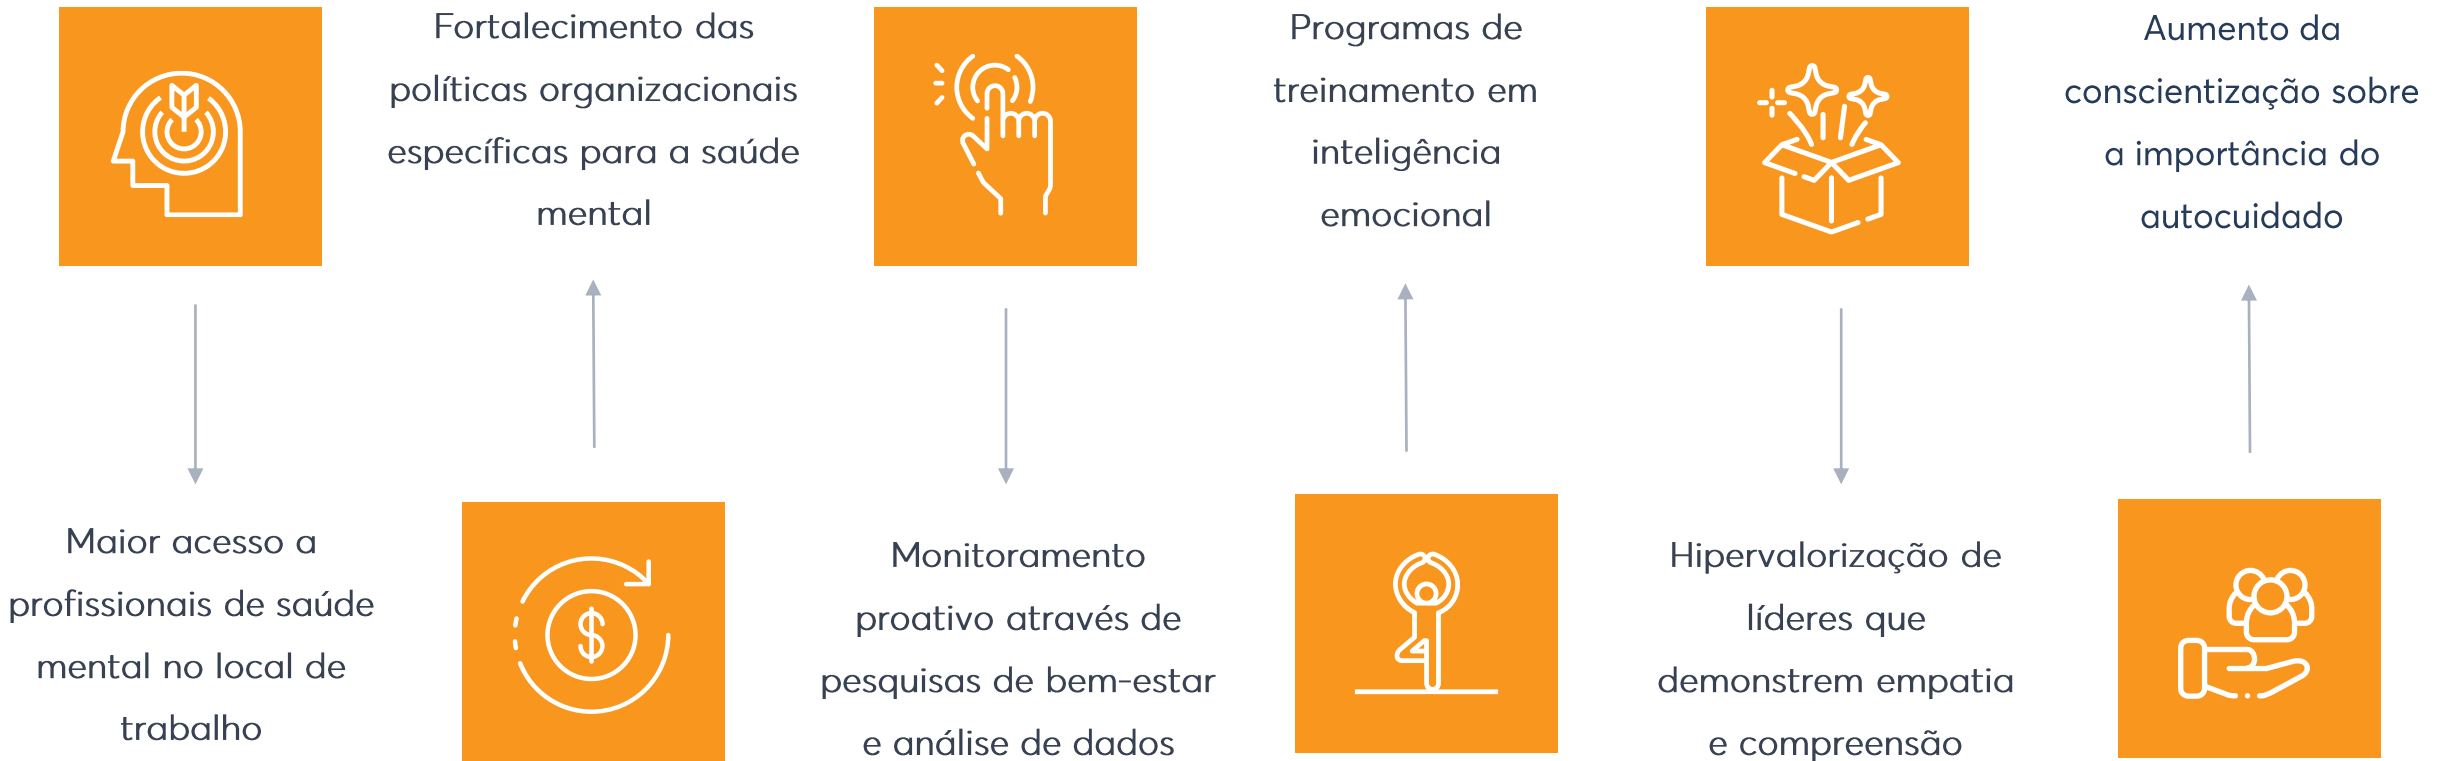 Fortalecimento das
políticas organizacionais
específicas para a saúde
mental
Programas de
treinamento em
inteligência
emocional
Aumento da
conscientização sobre
a importância do
autocuidado
Maior acesso a
profissionais de saúde
mental no local de
trabalho
$
Monitoramento
proativo através de
pesquisas de bem-estar
e análise de dados
Hipervalorização de
líderes que
demonstrem empatia
e compreensão